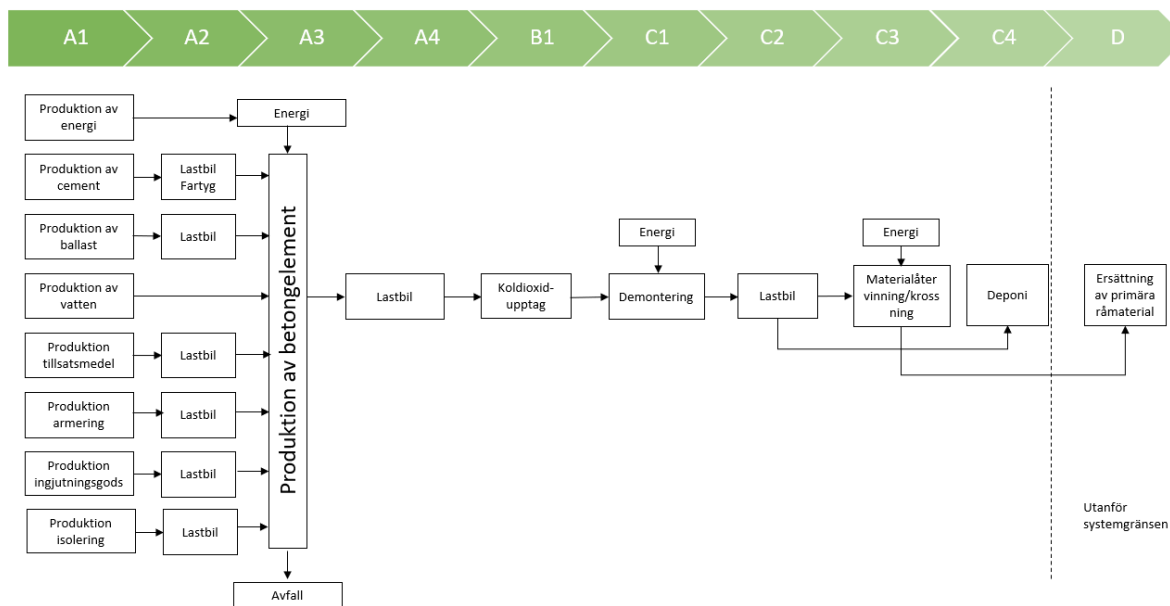 A1
A2
A3
A4
B1
C1
C2
C3
C4
D
Produktion av
energi
Energi
Produktion av
cement
Lastbil
Fartyg
Produktion av
ballast
Lastbil
Produktion av
vatten
Produktion
tillsatsmedel
Lastbil
Produktion
armering
Lastbil
Produktion
ingjutningsgods
Lastbil
Produktion
isolering
Lastbil
Produktion av betongelement
Avfall
Lastbil
Koldioxid-
upptag
Energi
Demontering
Lastbil
Energi
Materialåter
vinning/kross
ning
Deponi
Ersättning
av primära
råmaterial
Utanför
systemgränsen